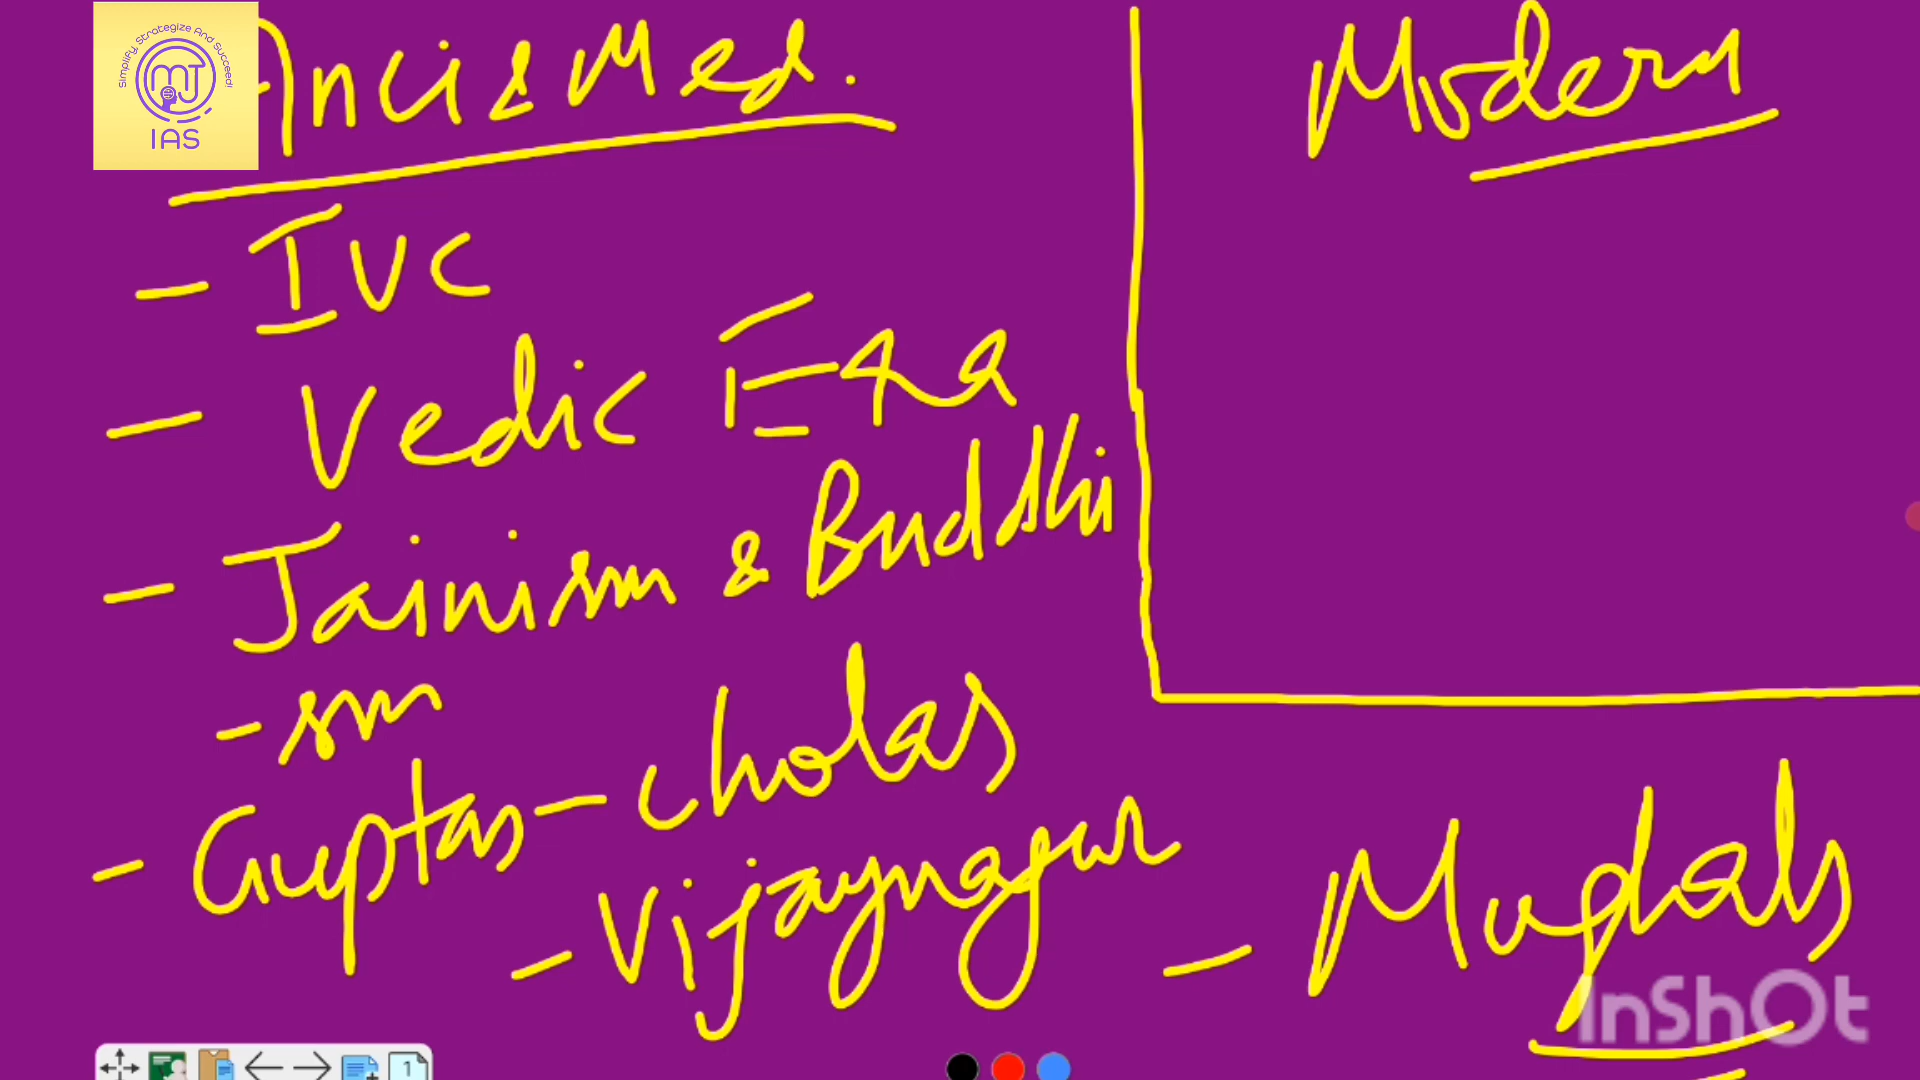 Simplify, Strategize And Succeed!
MJ
IAS
Anci & Med.
Modern
- IVC
- Vedic Era
- Jainism & Buddhi
- sm
- Guptas - Cholas
- Vijaynagar - Mughals
InShOt
1